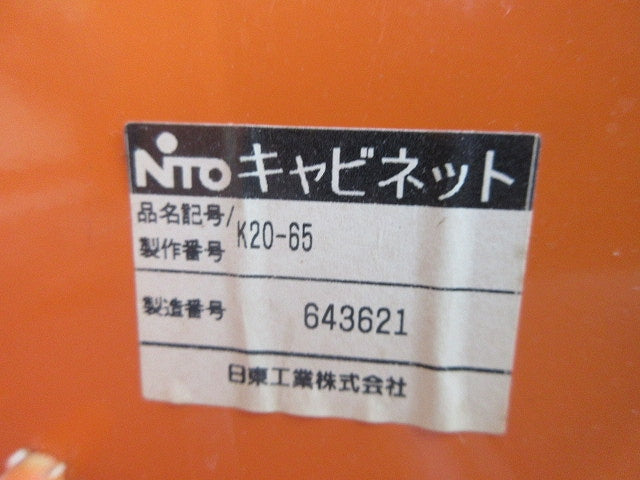 NITO キャビネット
品名記号/
製作番号 K20-65
製造番号 643621
日東工業株式会社